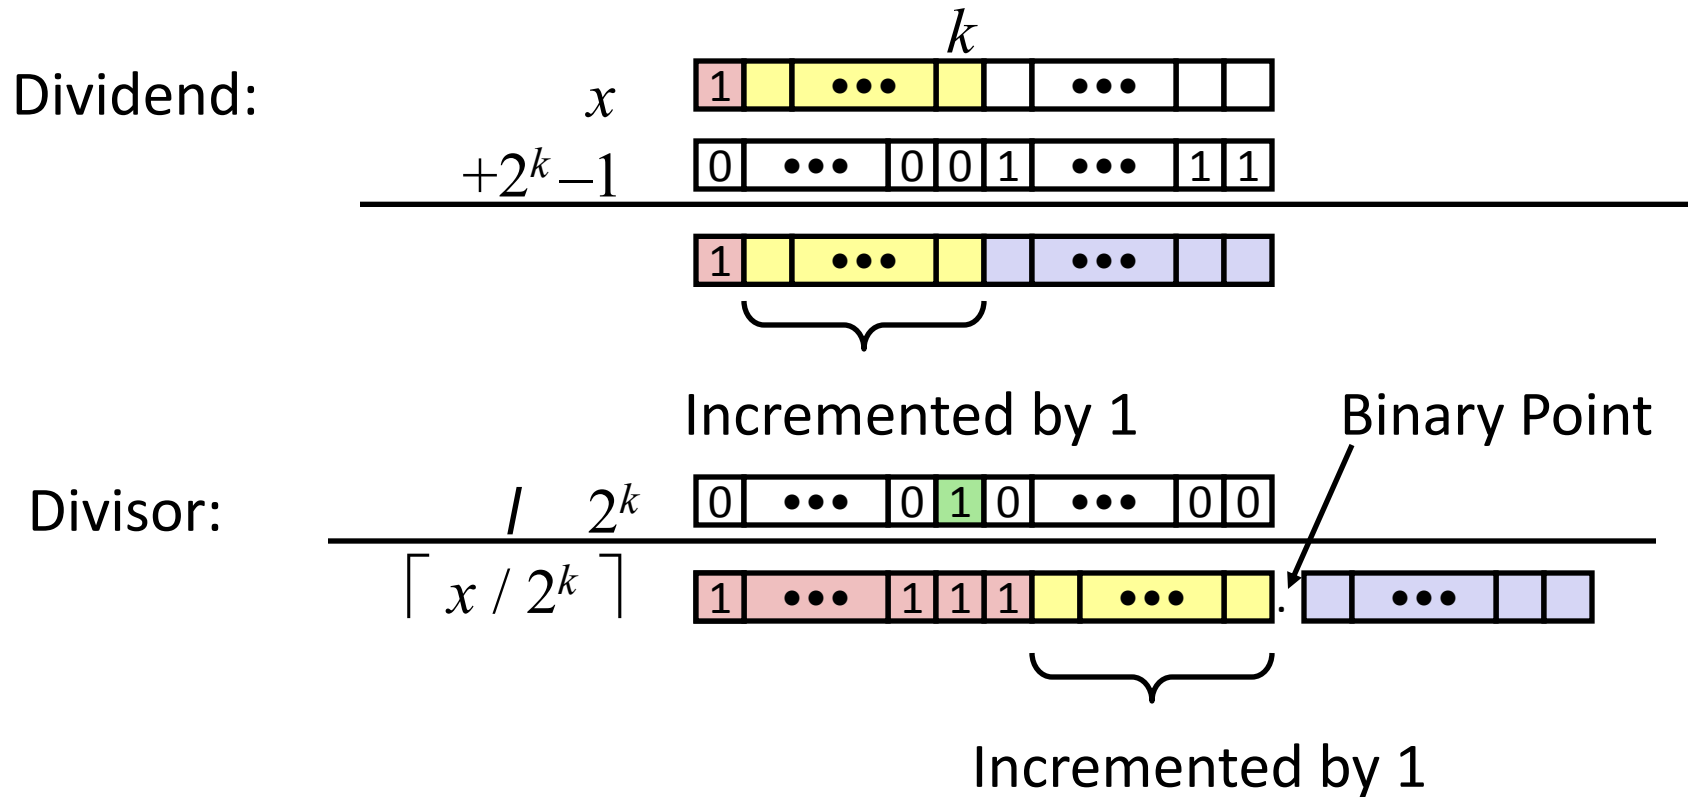 k
Dividend: x 1 ••• •••
+2^k –1 0 ••• 0 0 1 ••• 1 1
1 ••• •••
Incremented by 1 Binary Point
Divisor: / 2^k 0 ••• 0 1 0 ••• 0 0
⌈ x / 2^k ⌉ 1 ••• 1 1 1 ••• . •••
Incremented by 1